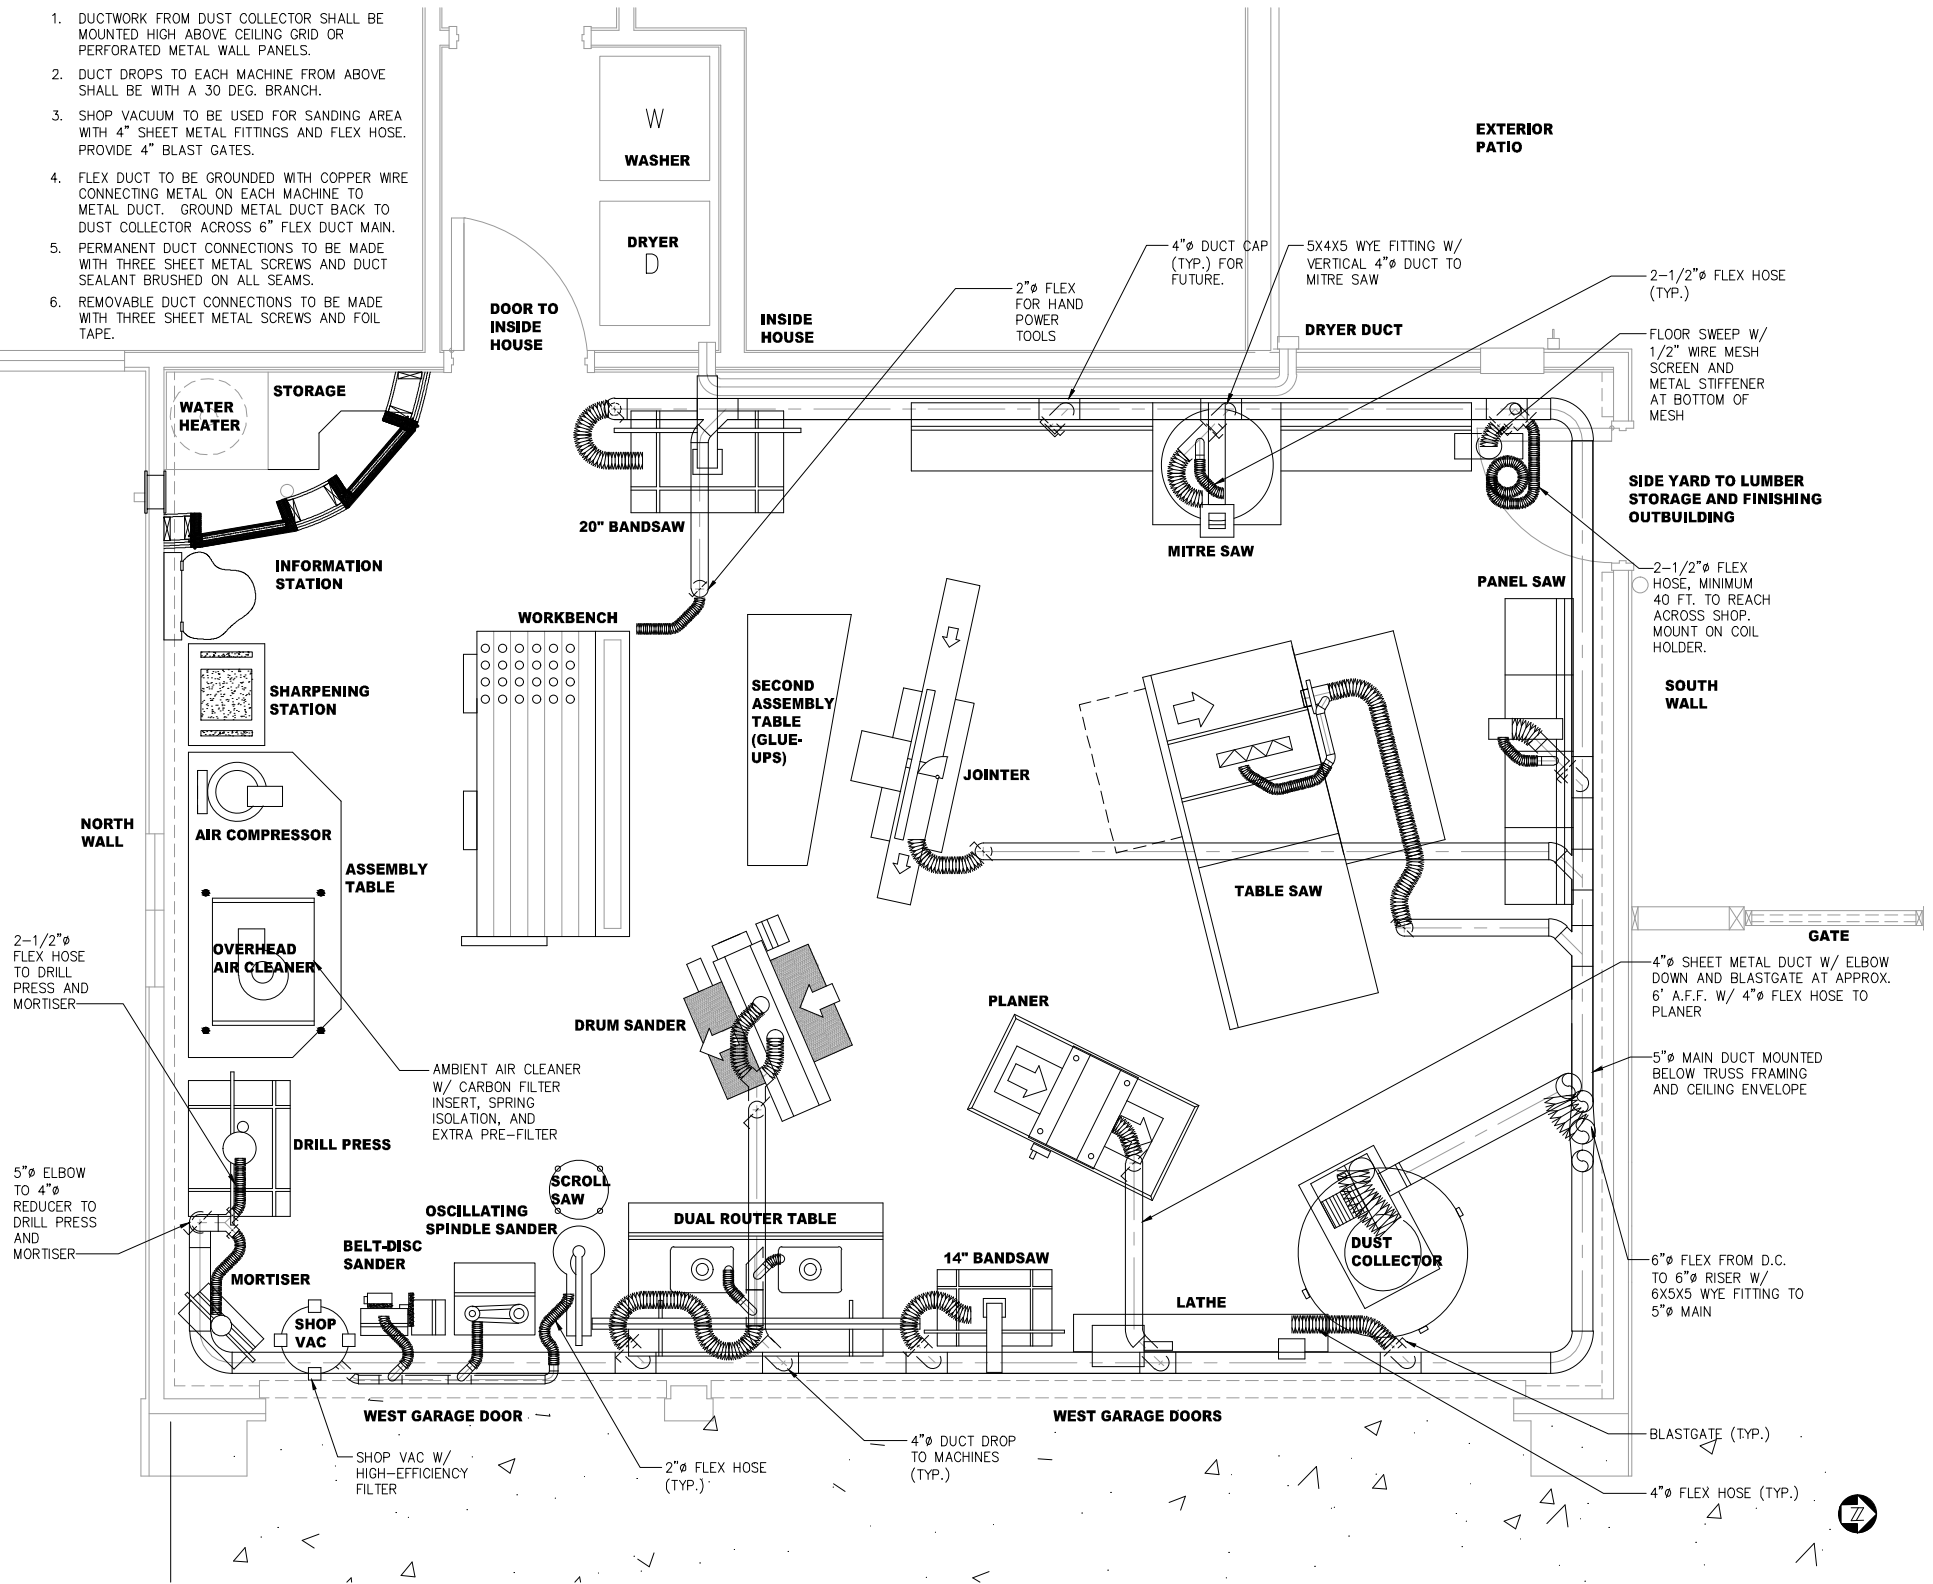 1. DUCTWORK FROM DUST COLLECTOR SHALL BE
MOUNTED HIGH ABOVE CEILING GRID OR
PERFORATED METAL WALL PANELS.
2. DUCT DROPS TO EACH MACHINE FROM ABOVE
SHALL BE WITH A 30 DEG. BRANCH.
3. SHOP VACUUM TO BE USED FOR SANDING AREA
WITH 4" SHEET METAL FITTINGS AND FLEX HOSE.
PROVIDE 4" BLAST GATES.
4. FLEX DUCT TO BE GROUNDED WITH COPPER WIRE
CONNECTING METAL ON EACH MACHINE TO
METAL DUCT. GROUND METAL DUCT BACK TO
DUST COLLECTOR ACROSS 6" FLEX DUCT MAIN.
5. PERMANENT DUCT CONNECTIONS TO BE MADE
WITH THREE SHEET METAL SCREWS AND DUCT
SEALANT BRUSHED ON ALL SEAMS.
6. REMOVABLE DUCT CONNECTIONS TO BE MADE
WITH THREE SHEET METAL SCREWS AND FOIL
TAPE.
W
WASHER
DRYER
D
EXTERIOR
PATIO
DOOR TO
INSIDE
HOUSE
INSIDE
HOUSE
2"ø FLEX
FOR HAND
POWER
TOOLS
4"ø DUCT CAP
(TYP.) FOR
FUTURE.
5X4X5 WYE FITTING W/
VERTICAL 4"ø DUCT TO
MITRE SAW
DRYER DUCT
2-1/2"ø FLEX HOSE
(TYP.)
FLOOR SWEEP W/
1/2" WIRE MESH
SCREEN AND
METAL STIFFENER
AT BOTTOM OF
MESH
STORAGE
WATER
HEATER
20" BANDSAW
MITRE SAW
SIDE YARD TO LUMBER
STORAGE AND FINISHING
OUTBUILDING
INFORMATION
STATION
WORKBENCH
PANEL SAW
2-1/2"ø FLEX
HOSE, MINIMUM
40 FT. TO REACH
ACROSS SHOP.
MOUNT ON COIL
HOLDER.
SHARPENING
STATION
SECOND
ASSEMBLY
TABLE
(GLUE-
UPS)
SOUTH
WALL
JOINTER
NORTH
WALL
AIR COMPRESSOR
ASSEMBLY
TABLE
TABLE SAW
GATE
2-1/2"ø
FLEX HOSE
TO DRILL
PRESS AND
MORTISER
OVERHEAD
AIR CLEANER
4"ø SHEET METAL DUCT W/ ELBOW
DOWN AND BLASTGATE AT APPROX.
6' A.F.F. W/ 4"ø FLEX HOSE TO
PLANER
PLANER
DRUM SANDER
AMBIENT AIR CLEANER
W/ CARBON FILTER
INSERT, SPRING
ISOLATION, AND
EXTRA PRE-FILTER
5"ø MAIN DUCT MOUNTED
BELOW TRUSS FRAMING
AND CEILING ENVELOPE
DRILL PRESS
5"ø ELBOW
TO 4"ø
REDUCER TO
DRILL PRESS
AND
MORTISER
SCROLL
SAW
OSCILLATING
SPINDLE SANDER
DUAL ROUTER TABLE
BELT-DISC
SANDER
14" BANDSAW
DUST
COLLECTOR
6"ø FLEX FROM D.C.
TO 6"ø RISER W/
6X5X5 WYE FITTING TO
5"ø MAIN
MORTISER
SHOP
VAC
LATHE
WEST GARAGE DOOR
WEST GARAGE DOORS
SHOP VAC W/
HIGH-EFFICIENCY
FILTER
2"ø FLEX HOSE
(TYP.)
4"ø DUCT DROP
TO MACHINES
(TYP.)
BLASTGATE (TYP.)
4"ø FLEX HOSE (TYP.)
Z